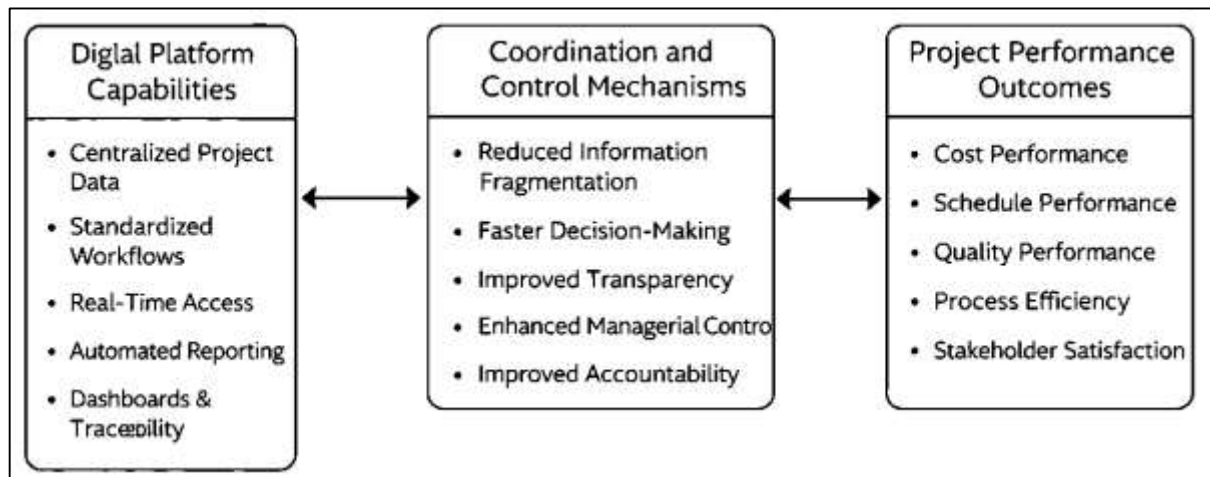 Diglal Platform
Capabilities
• Centralized Project
Data
• Standardized
Workflows
• Real-Time Access
• Automated Reporting
• Dashboards &
Traceability
Coordination and
Control Mechanisms
• Reduced Information
Fragmentation
• Faster Decision-Making
• Improved Transparency
• Enhanced Managerial Contro
• Improved Accountability
Project Performance
Outcomes
• Cost Performance
• Schedule Performance
• Quality Performance
• Process Efficiency
• Stakeholder Satisfaction